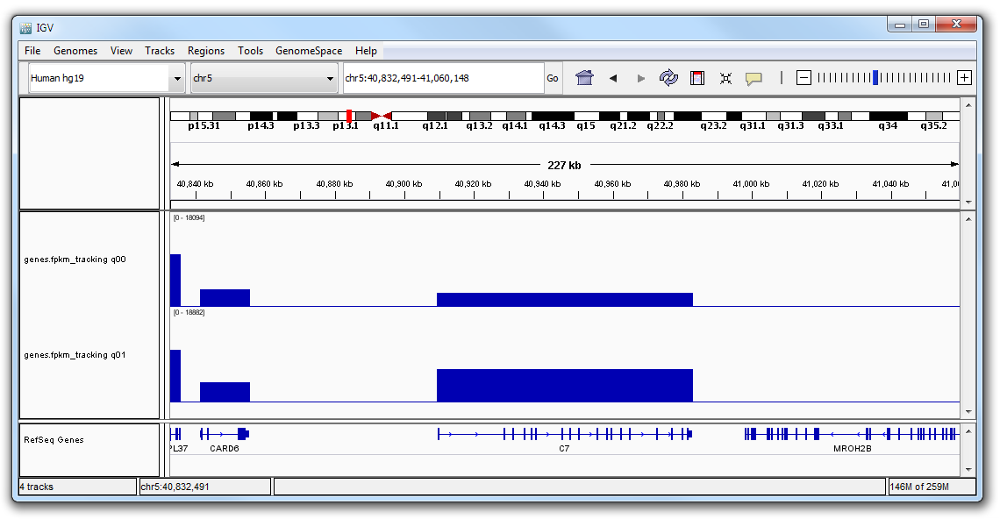 IGV
File Genomes View Tracks Regions Tools GenomeSpace Help
Human hg19 chr5 chr5:40,832,491-41,060,148 Go
p15.31 p14.3 p13.3 p13.1 q11.1 q12.1 q13.2 q14.1 q14.3 q15 q21.2 q22.2 q23.2 q31.1 q31.3 q33.1 q34 q35.2
227 kb
40,840 kb 40,860 kb 40,880 kb 40,900 kb 40,920 kb 40,940 kb 40,960 kb 40,980 kb 41,000 kb 41,020 kb 41,040 kb 41,0
[0 - 18094]
genes.fpkm_tracking q00
[0 - 18882]
genes.fpkm_tracking q01
RefSeq Genes
PL37 CARD6 C7 MROH2B
4 tracks chr5:40,832,491 146M of 259M